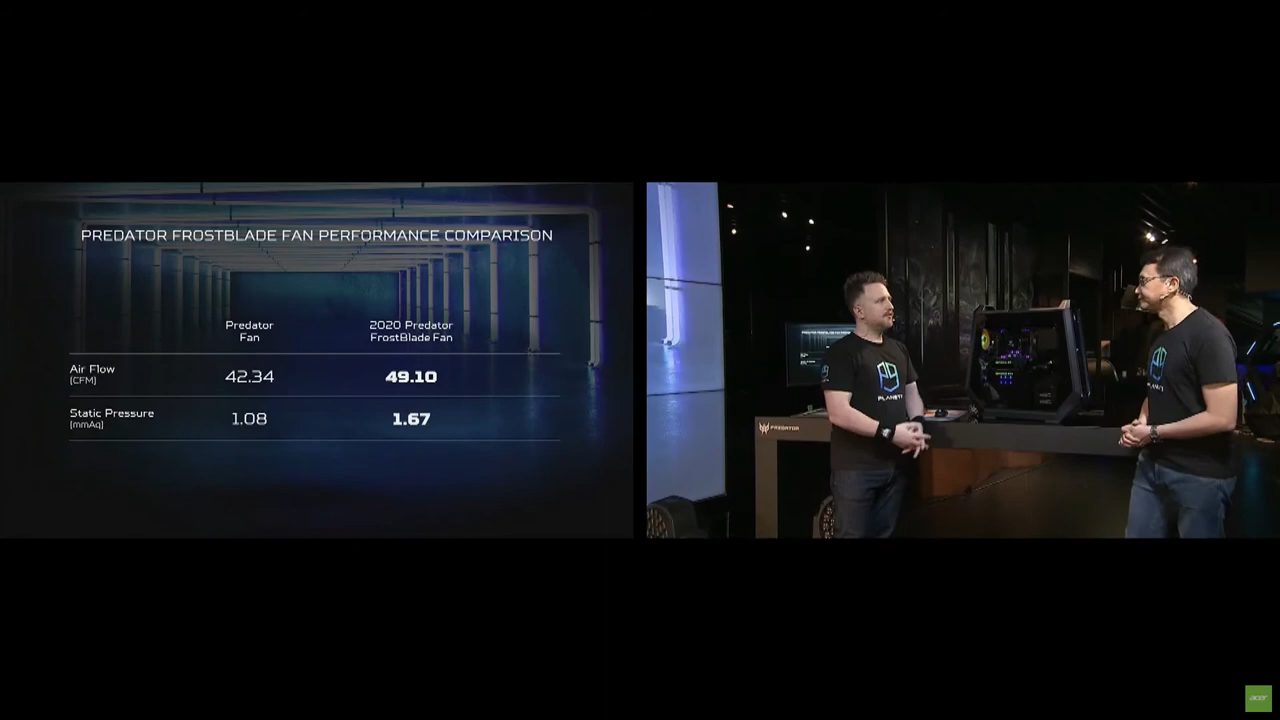 PREDATOR FROSTBLADE FAN PERFORMANCE COMPARISON
Predator
Fan
2020 Predator
FrostBlade Fan
Air Flow
[CFM]
42.34
49.10
Static Pressure
[mmAq]
1.08
1.67
PREDATOR
PLANET9
acer